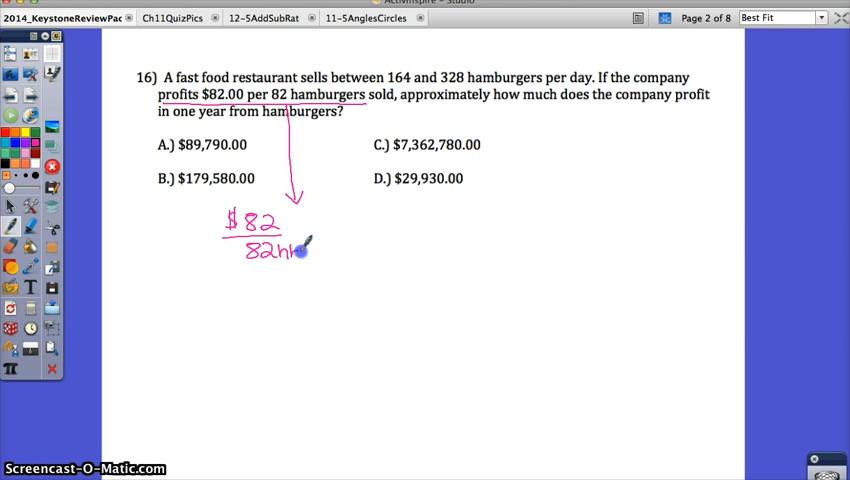 ActivInspire - Studio
2014_KeystoneReviewPac
Ch11QuizPics
12-5AddSubRat
11-5AnglesCircles
Page 2 of 8
Best Fit
16) A fast food restaurant sells between 164 and 328 hamburgers per day. If the company
profits $82.00 per 82 hamburgers sold, approximately how much does the company profit
in one year from hamburgers?
A.) $89,790.00
C.) $7,362,780.00
B.) $179,580.00
D.) $29,930.00
$82
82
Screencast-O-Matic.com